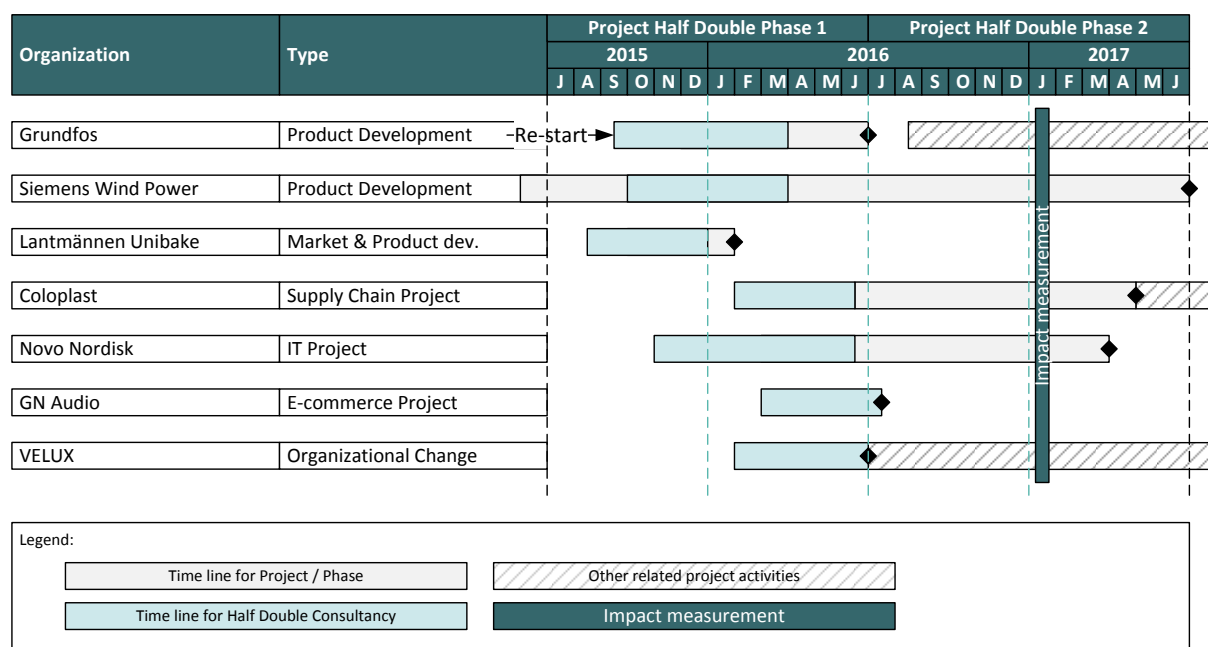 Project Half Double Phase 1 Project Half Double Phase 2
Organization Type 2015 2016 2017
J A S O N D J F M A M J J A S O N D J F M A M J
Grundfos Product Development Re-start
Siemens Wind Power Product Development
Lantmännen Unibake Market & Product dev.
Coloplast Supply Chain Project
Novo Nordisk IT Project
GN Audio E-commerce Project
VELUX Organizational Change
Impact measurement
Legend:
Time line for Project / Phase Other related project activities
Time line for Half Double Consultancy Impact measurement